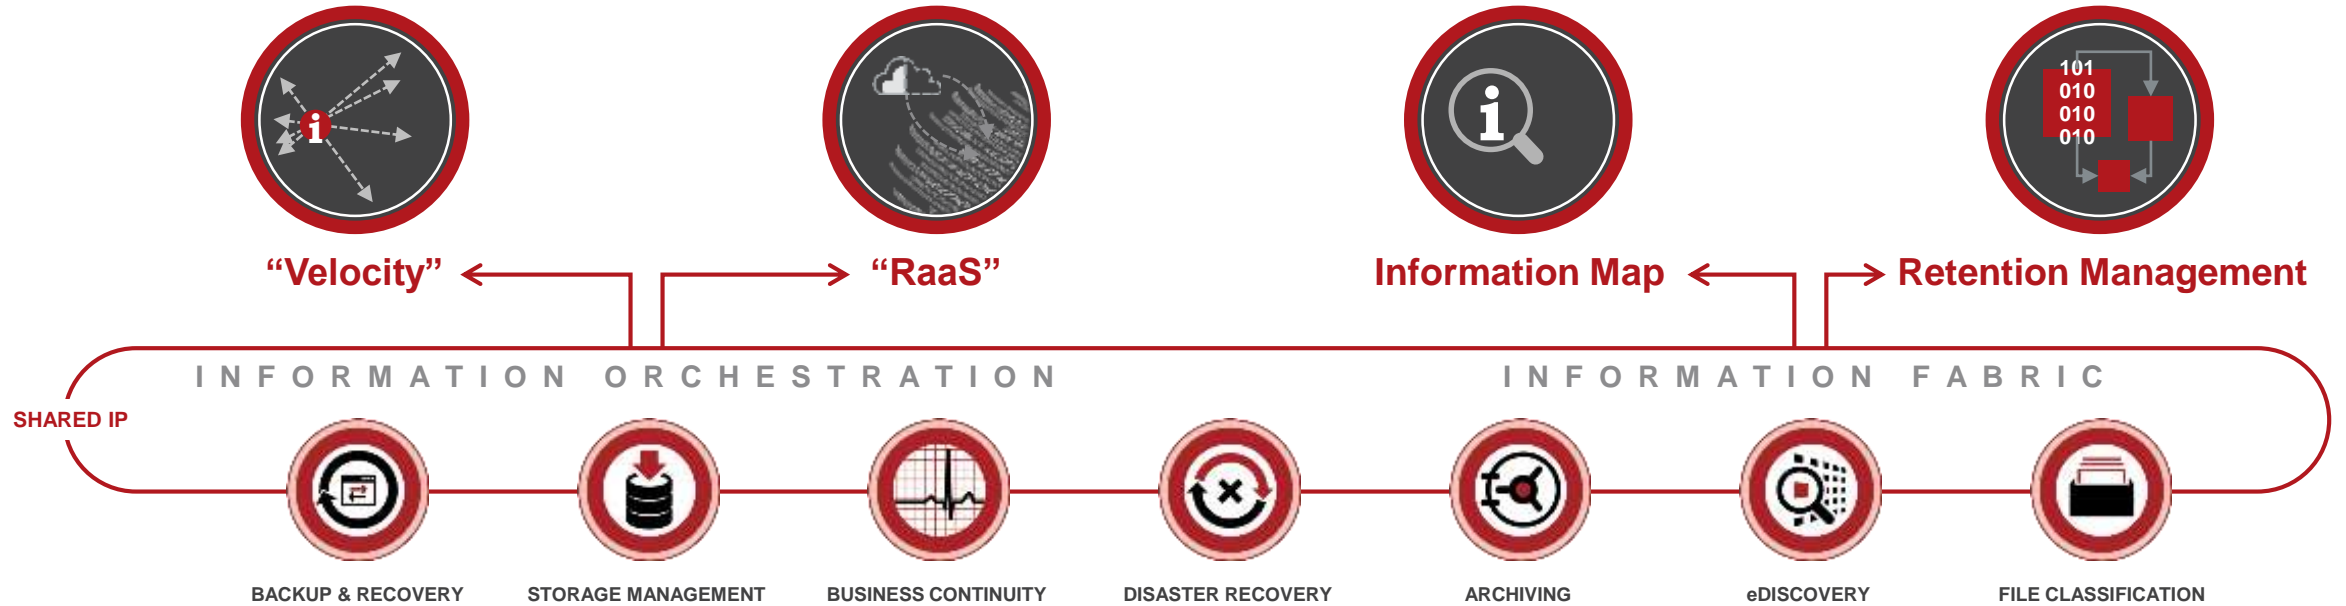 101
010
010
010
“Velocity”
“RaaS”
Information Map
Retention Management
INFORMATION ORCHESTRATION
INFORMATION FABRIC
SHARED IP
BACKUP & RECOVERY
STORAGE MANAGEMENT
BUSINESS CONTINUITY
DISASTER RECOVERY
ARCHIVING
eDISCOVERY
FILE CLASSIFICATION